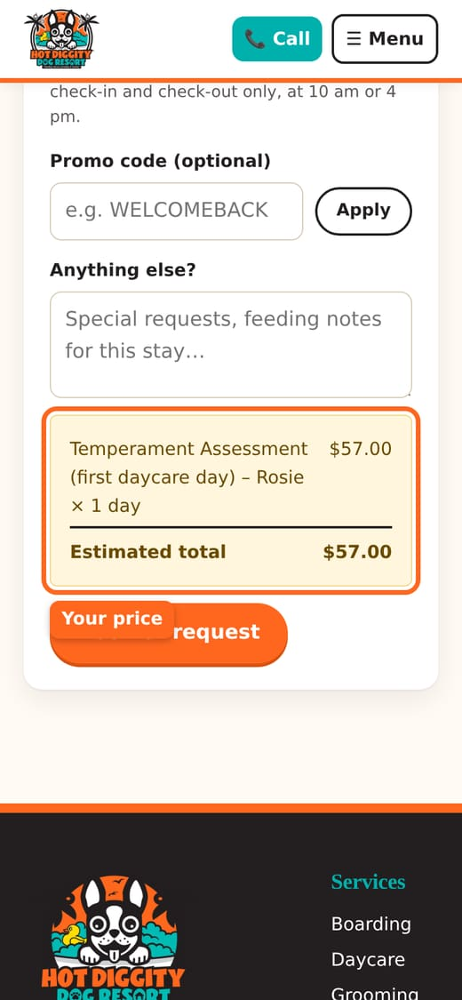 HOT DIGGITY
DOG RESORT
📞 Call
☰ Menu
check-in and check-out only, at 10 am or 4
pm.
Promo code (optional)
e.g. WELCOMEBACK
Apply
Anything else?
Special requests, feeding notes
for this stay…
Temperament Assessment $57.00
(first daycare day) – Rosie
× 1 day
Estimated total $57.00
Your price
request
Services
Boarding
Daycare
Grooming
HOT DIGGITY
DOG RESORT